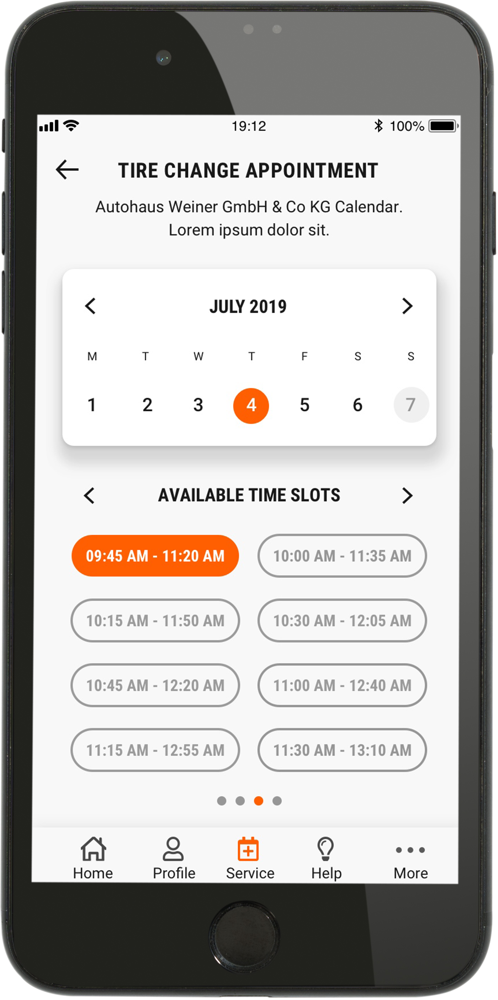 19:12
100%
TIRE CHANGE APPOINTMENT
Autohaus Weiner GmbH & Co KG Calendar.
Lorem ipsum dolor sit.
JULY 2019
M T W T F S S
1 2 3 4 5 6 7
AVAILABLE TIME SLOTS
09:45 AM - 11:20 AM
10:00 AM - 11:35 AM
10:15 AM - 11:50 AM
10:30 AM - 12:05 AM
10:45 AM - 12:20 AM
11:00 AM - 12:40 AM
11:15 AM - 12:55 AM
11:30 AM - 13:10 AM
Home Profile Service Help More